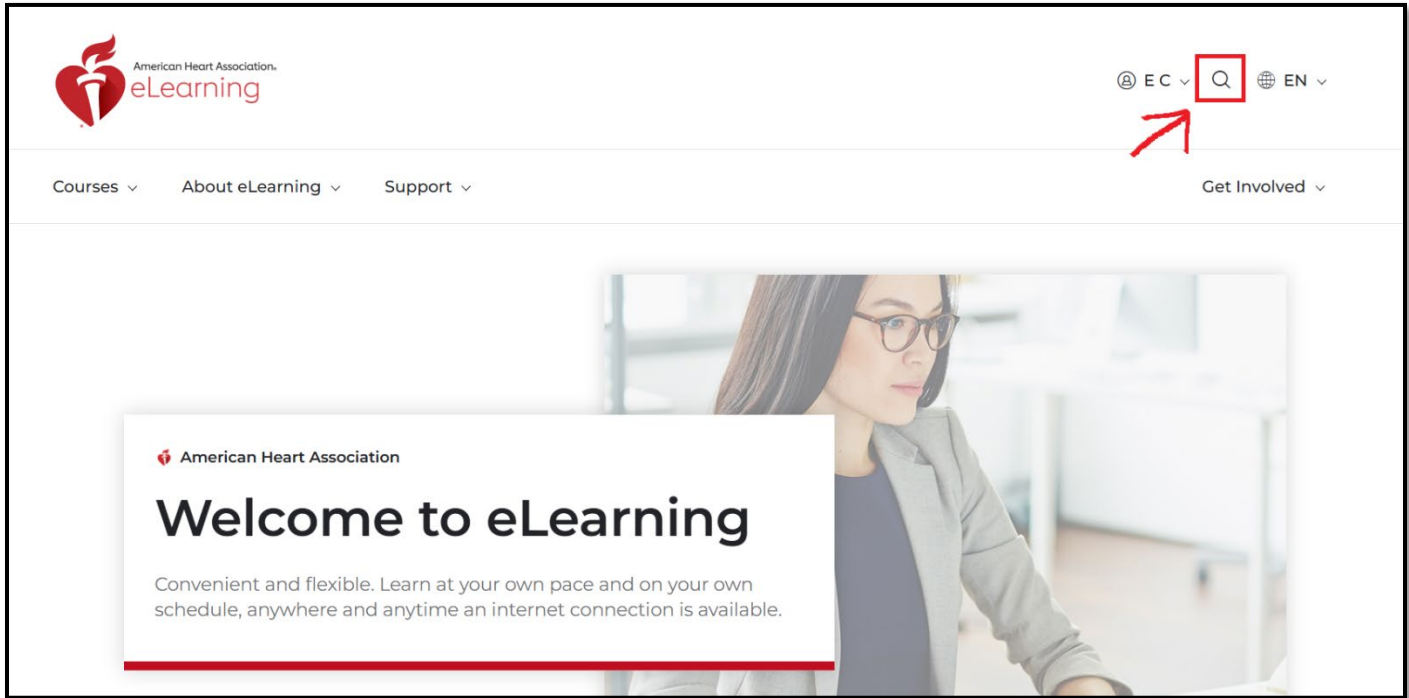 American Heart Association.
eLearning
E C
EN
Courses
About eLearning
Support
Get Involved
American Heart Association
Welcome to eLearning
Convenient and flexible. Learn at your own pace and on your own
schedule, anywhere and anytime an internet connection is available.